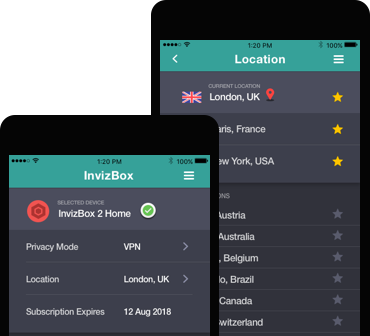 1:20 PM 100%
Location
CURRENT LOCATION
London, UK
aris, France
ew York, USA
IONS
Austria
Australia
, Belgium
o, Brazil
Canada
witzerland
1:20 PM 100%
InvizBox
SELECTED DEVICE
InvizBox 2 Home
Privacy Mode VPN
Location London, UK
Subscription Expires 12 Aug 2018